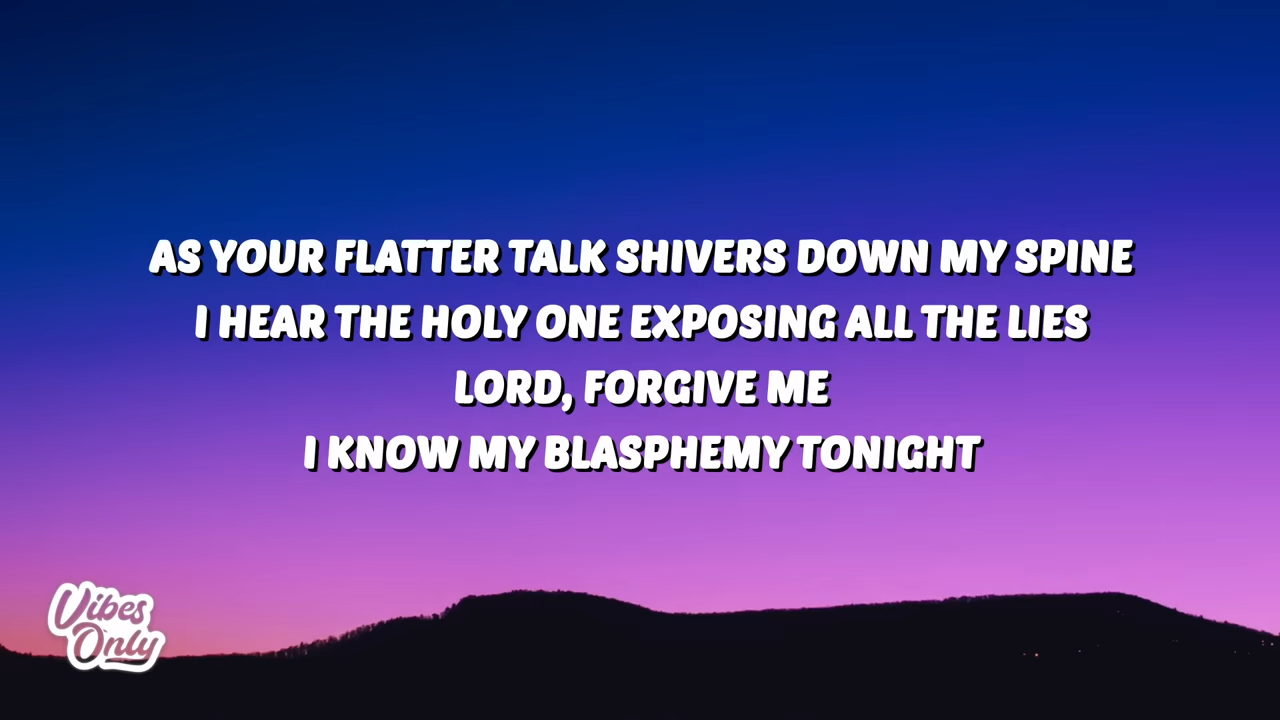 AS YOUR FLATTER TALK SHIVERS DOWN MY SPINE
I HEAR THE HOLY ONE EXPOSING ALL THE LIES
LORD, FORGIVE ME
I KNOW MY BLASPHEMY TONIGHT
Vibes
Only